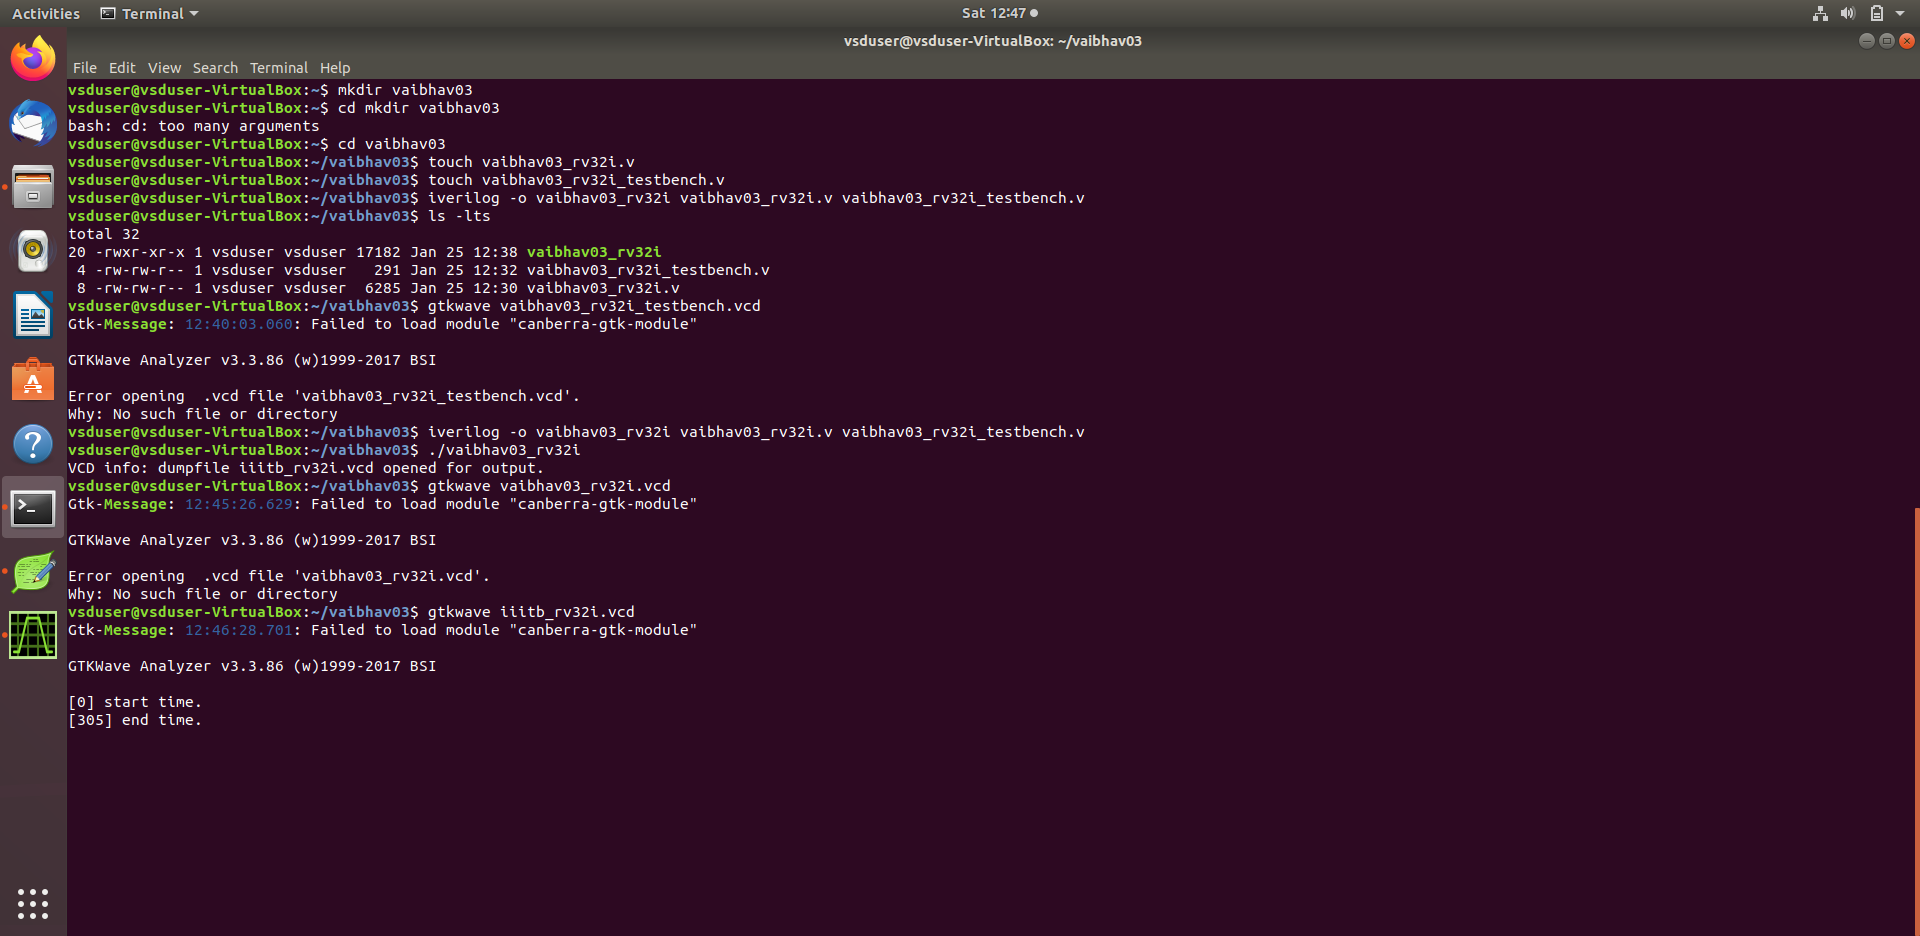 Activities Terminal Sat 12:47
vsduser@vsduser-VirtualBox: ~/vaibhav03
File Edit View Search Terminal Help
vsduser@vsduser-VirtualBox:~$ mkdir vaibhav03
vsduser@vsduser-VirtualBox:~$ cd mkdir vaibhav03
bash: cd: too many arguments
vsduser@vsduser-VirtualBox:~$ cd vaibhav03
vsduser@vsduser-VirtualBox:~/vaibhav03$ touch vaibhav03_rv32i.v
vsduser@vsduser-VirtualBox:~/vaibhav03$ touch vaibhav03_rv32i_testbench.v
vsduser@vsduser-VirtualBox:~/vaibhav03$ iverilog -o vaibhav03_rv32i vaibhav03_rv32i.v vaibhav03_rv32i_testbench.v
vsduser@vsduser-VirtualBox:~/vaibhav03$ ls -lts
total 32
20 -rwxr-xr-x 1 vsduser vsduser 17182 Jan 25 12:38 vaibhav03_rv32i
 4 -rw-rw-r-- 1 vsduser vsduser   291 Jan 25 12:32 vaibhav03_rv32i_testbench.v
 8 -rw-rw-r-- 1 vsduser vsduser  6285 Jan 25 12:30 vaibhav03_rv32i.v
vsduser@vsduser-VirtualBox:~/vaibhav03$ gtkwave vaibhav03_rv32i_testbench.vcd
Gtk-Message: 12:40:03.060: Failed to load module "canberra-gtk-module"
GTKWave Analyzer v3.3.86 (w)1999-2017 BSI
Error opening  .vcd file 'vaibhav03_rv32i_testbench.vcd'.
Why: No such file or directory
vsduser@vsduser-VirtualBox:~/vaibhav03$ iverilog -o vaibhav03_rv32i vaibhav03_rv32i.v vaibhav03_rv32i_testbench.v
vsduser@vsduser-VirtualBox:~/vaibhav03$ ./vaibhav03_rv32i
VCD info: dumpfile iiitb_rv32i.vcd opened for output.
vsduser@vsduser-VirtualBox:~/vaibhav03$ gtkwave vaibhav03_rv32i.vcd
Gtk-Message: 12:45:26.629: Failed to load module "canberra-gtk-module"
GTKWave Analyzer v3.3.86 (w)1999-2017 BSI
Error opening  .vcd file 'vaibhav03_rv32i.vcd'.
Why: No such file or directory
vsduser@vsduser-VirtualBox:~/vaibhav03$ gtkwave iiitb_rv32i.vcd
Gtk-Message: 12:46:28.701: Failed to load module "canberra-gtk-module"
GTKWave Analyzer v3.3.86 (w)1999-2017 BSI
[0] start time.
[305] end time.